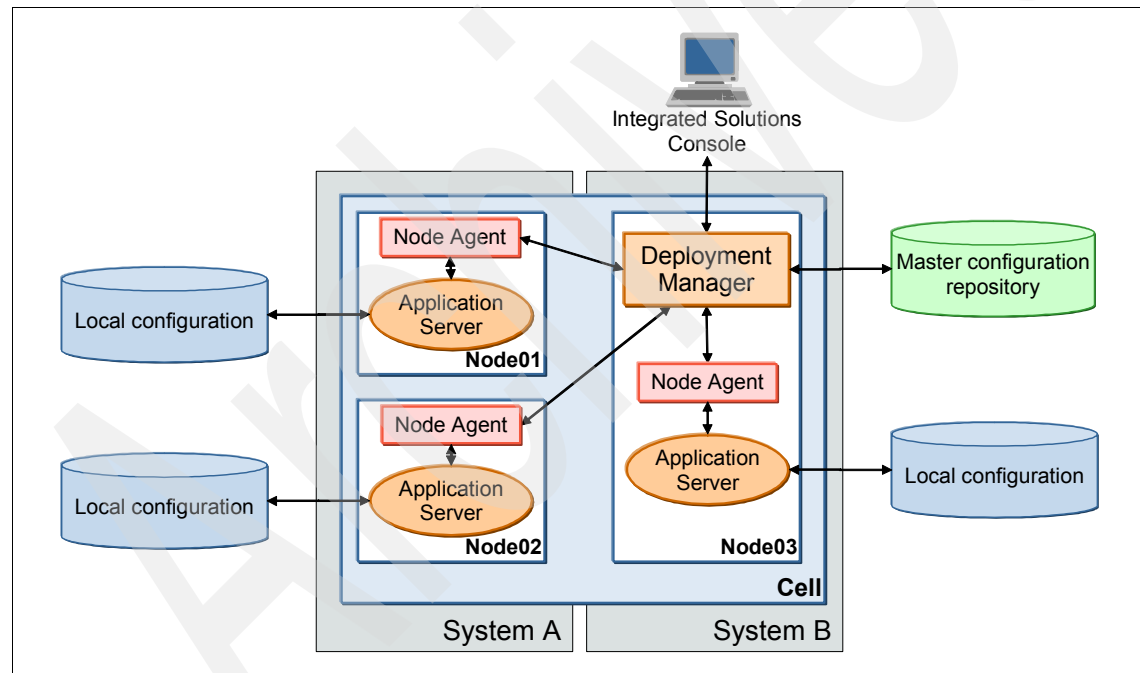 Integrated Solutions
Console
Node Agent
Application
Server
Node01
Local configuration
Node Agent
Application
Server
Node02
Local configuration
Deployment
Manager
Master configuration
repository
Node Agent
Application
Server
Node03
Local configuration
Cell
System A
System B